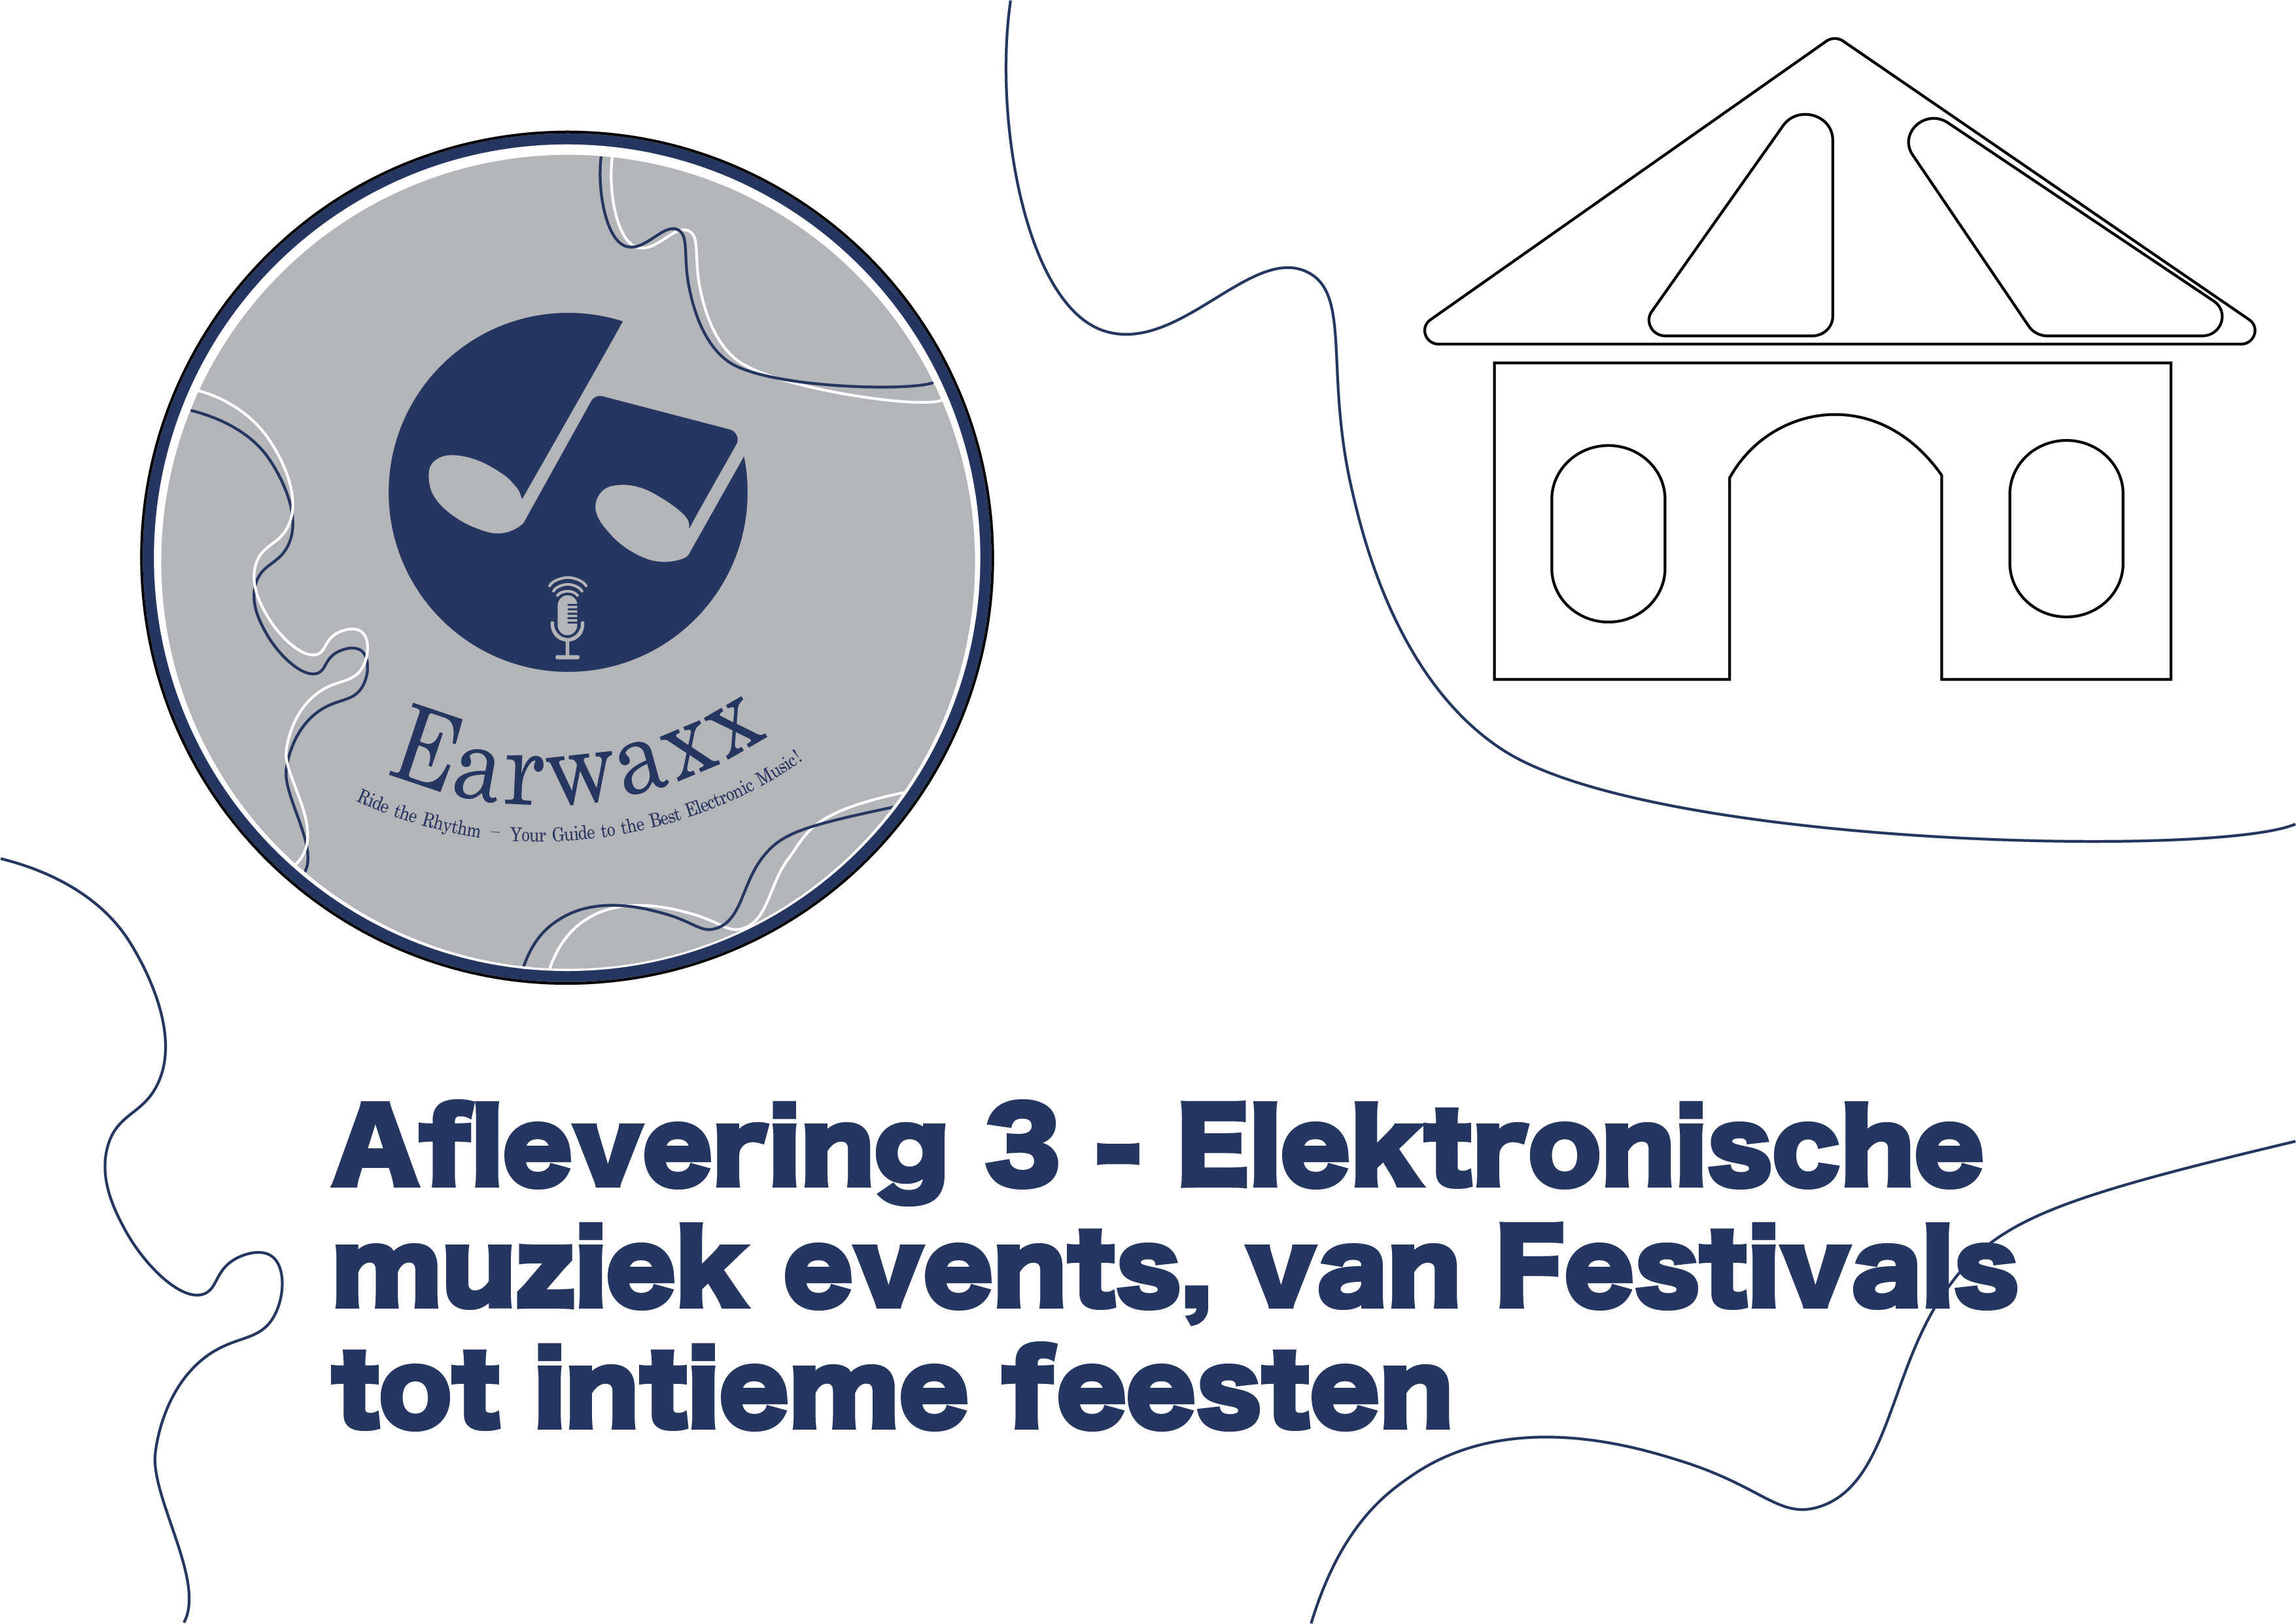 Earwaxx
Ride the Rhythm – Your Guide to the Best Electronic Music!
Aflevering 3 - Elektronische
muziek events, van Festivals
tot intieme feesten